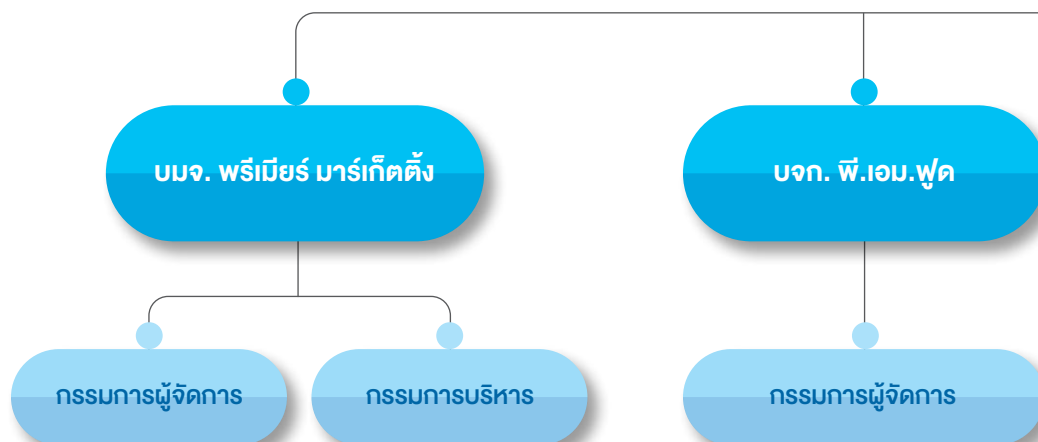 บมจ. พรีเมียร์ มาร์เก็ตติ้ง
บจก. พี.เอม.ฟูด
กรรมการผู้จัดการ
กรรมการบริหาร
กรรมการผู้จัดการ